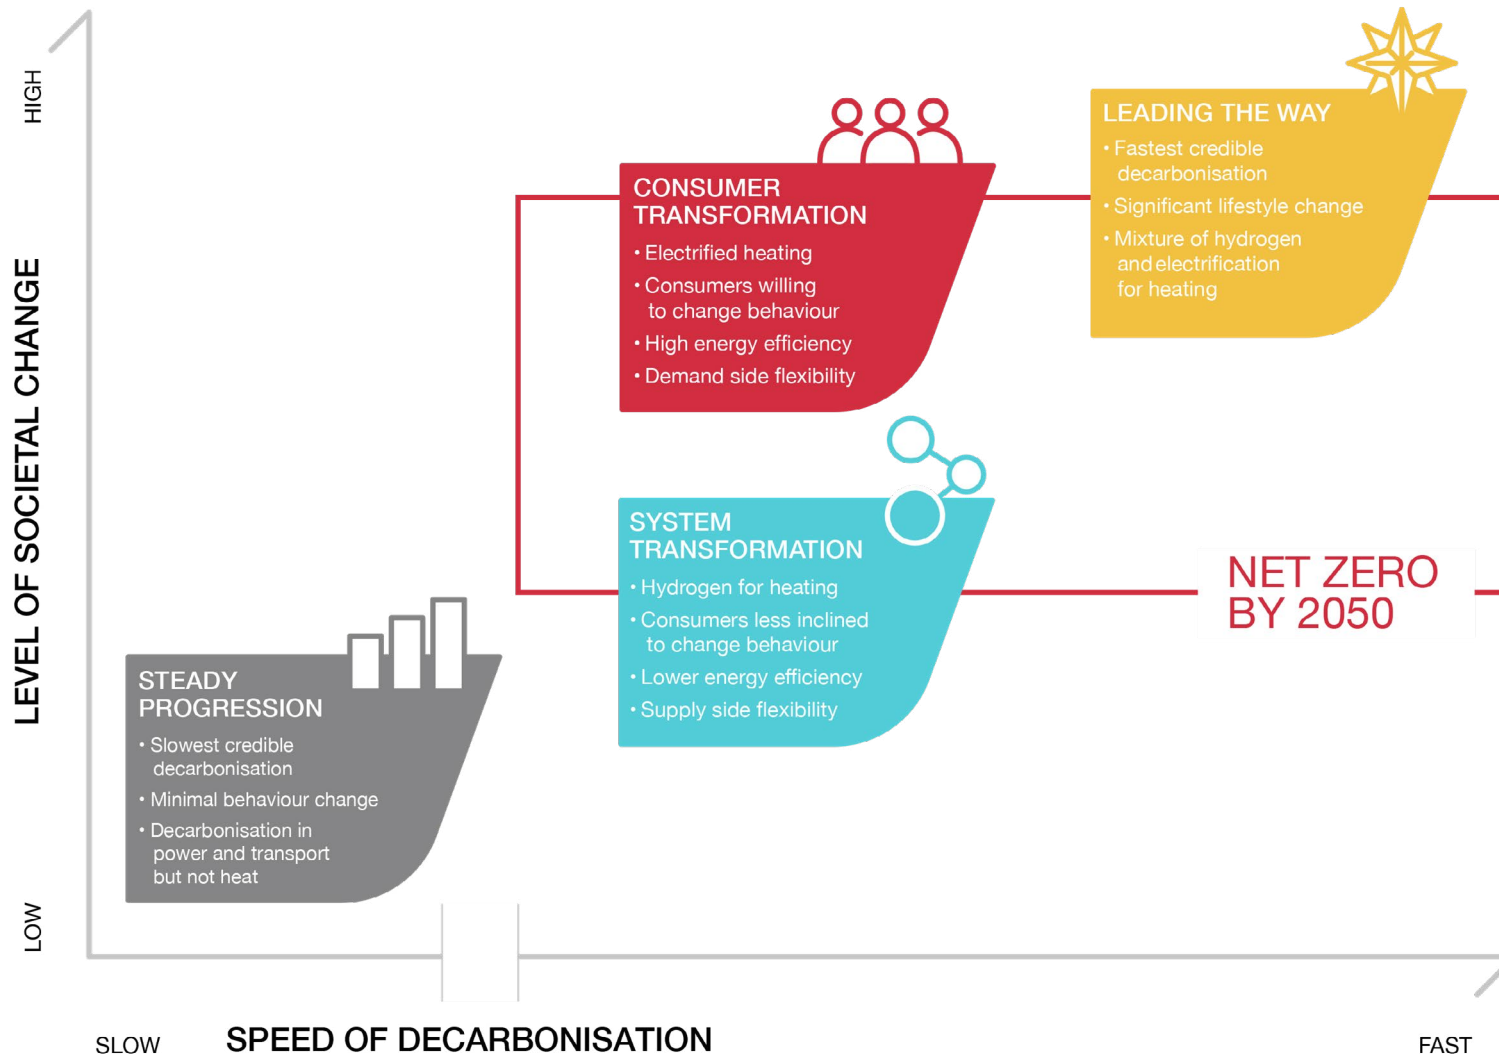 HIGH
LEVEL OF SOCIETAL CHANGE
LOW
LEADING THE WAY
• Fastest credible
decarbonisation
• Significant lifestyle change
• Mixture of hydrogen
and electrification
for heating
CONSUMER
TRANSFORMATION
• Electrified heating
• Consumers willing
to change behaviour
• High energy efficiency
• Demand side flexibility
SYSTEM
TRANSFORMATION
• Hydrogen for heating
• Consumers less inclined
to change behaviour
• Lower energy efficiency
• Supply side flexibility
NET ZERO
BY 2050
STEADY
PROGRESSION
• Slowest credible
decarbonisation
• Minimal behaviour change
• Decarbonisation in
power and transport
but not heat
SLOW
SPEED OF DECARBONISATION
FAST